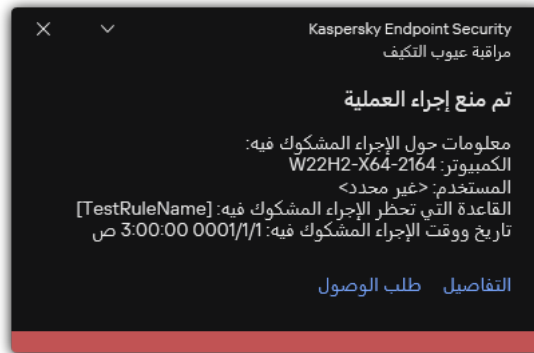 Kaspersky Endpoint Security
مراقبة عيوب التكيف
تم منع إجراء العملية
معلومات حول الإجراء المشكوك فيه:
الكمبيوتر: W22H2-X64-2164
المستخدم: <غير محدد>
القاعدة التي تحظر الإجراء المشكوك فيه: [TestRuleName]
تاريخ ووقت الإجراء المشكوك فيه: 0001/1/1 3:00:00 ص
التفاصيل طلب الوصول